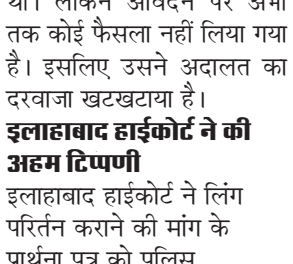 था। लेकिन आवेदन पर अभी
तक कोई फैसला नहीं लिया गया
है। इसलिए उसने अदालत का
दरवाजा खटखटाया है।
इलाहाबाद हाईकोर्ट ने की
अहम टिप्पणी
इलाहाबाद हाईकोर्ट ने लिंग
परिर्तन कराने की मांग के
प्रार्थना पत्र को पुलिस